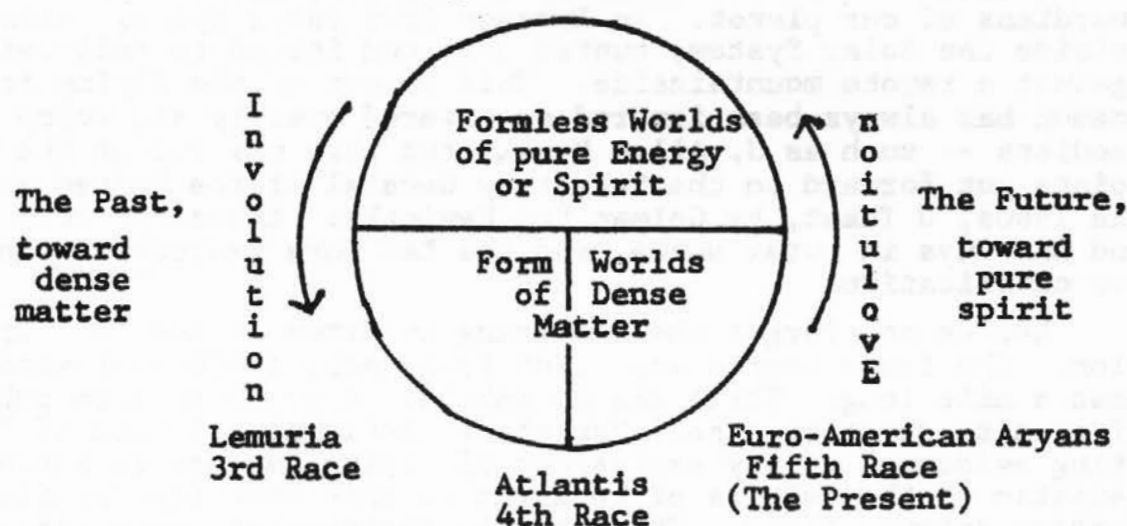 Involution
Formless Worlds
of pure Energy
or Spirit
Evolution
The Past,
toward
dense
matter
Form Worlds
of Dense
Matter
The Future,
toward
pure
spirit
Lemuria
3rd Race
Atlantis
4th Race
Euro-American Aryans
Fifth Race
(The Present)